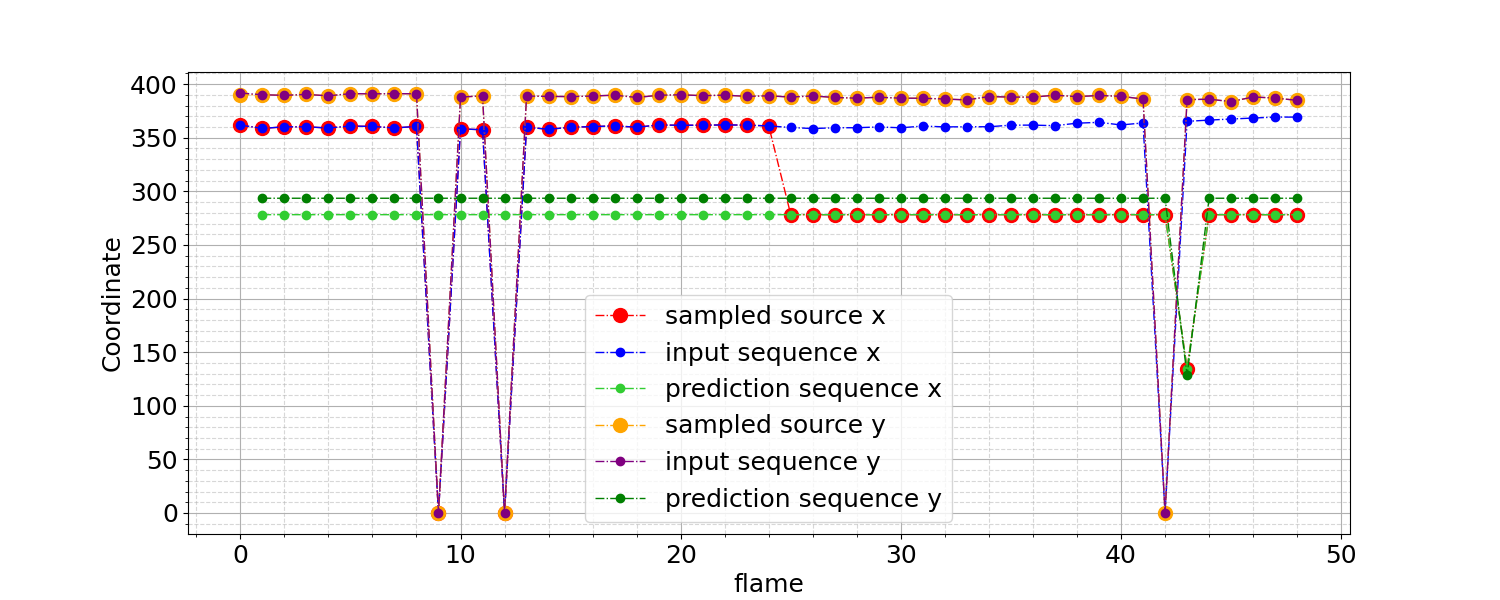 400
350
300
250
200
150
100
50
0
Coordinate
sampled source x
input sequence x
prediction sequence x
sampled source y
input sequence y
prediction sequence y
0 10 20 30 40 50
flame